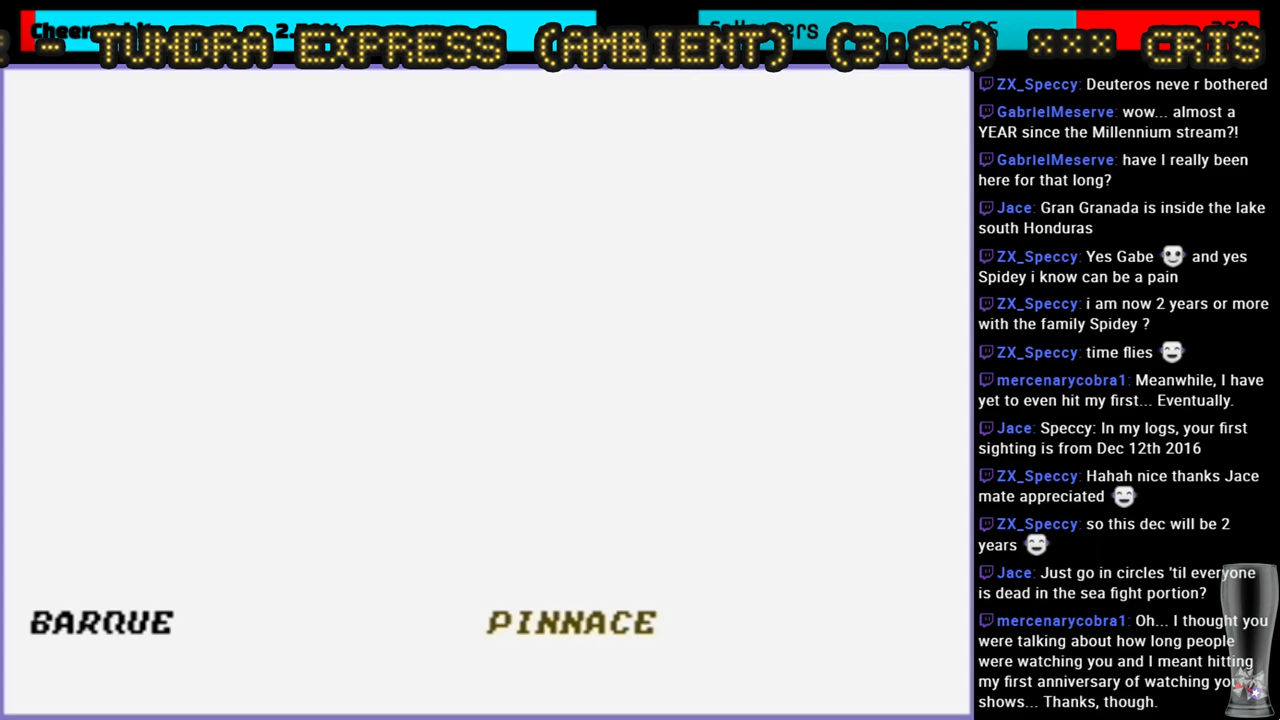 - TUNDRA EXPRESS (AMBIENT) (3:28) ××× CRIS
ZX_Speccy: Deuteros neve r bothered
GabrielMeserve: wow... almost a
YEAR since the Millennium stream?!
GabrielMeserve: have I really been
here for that long?
Jace: Gran Granada is inside the lake
south Honduras
ZX_Speccy: Yes Gabe and yes
Spidey i know can be a pain
ZX_Speccy: i am now 2 years or more
with the family Spidey ?
ZX_Speccy: time flies
mercenarycobra1: Meanwhile, I have
yet to even hit my first... Eventually.
Jace: Speccy: In my logs, your first
sighting is from Dec 12th 2016
ZX_Speccy: Hahah nice thanks Jace
mate appreciated
ZX_Speccy: so this dec will be 2
years
Jace: Just go in circles 'til everyone
is dead in the sea fight portion?
mercenarycobra1: Oh... I thought you
were talking about how long people
were watching you and I meant hitting
my first anniversary of watching
shows... Thanks, though.
BARQUE PINNACE